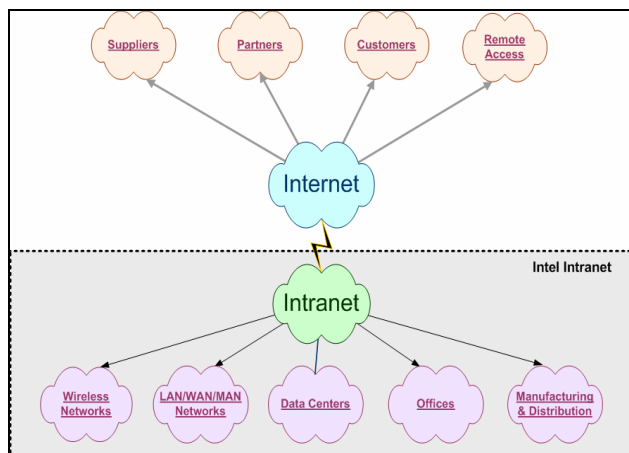 Suppliers
Partners
Customers
Remote
Access
Internet
Intel Intranet
Intranet
Wireless
Networks
LAN/WAN/MAN
Networks
Data Centers
Offices
Manufacturing
& Distribution